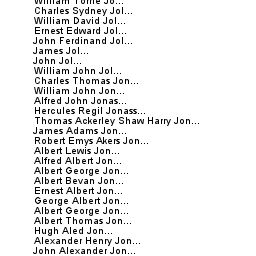 William Tome Jo...
Charles Sydney Jol...
William David Jol...
Ernest Edward Jol...
John Ferdinand Jol...
James Jol...
John Jol...
William John Jol...
Charles Thomas Jon...
William John Jon...
Alfred John Jonas...
Hercules Regil Jonass...
Thomas Ackerley Shaw Harry Jon...
James Adams Jon...
Robert Emys Akers Jon...
Albert Lewis Jon...
Alfred Albert Jon...
Albert George Jon...
Albert Bevan Jon...
Ernest Albert Jon...
George Albert Jon...
Albert George Jon...
Albert Thomas Jon...
Hugh Aled Jon...
Alexander Henry Jon...
John Alexander Jon...